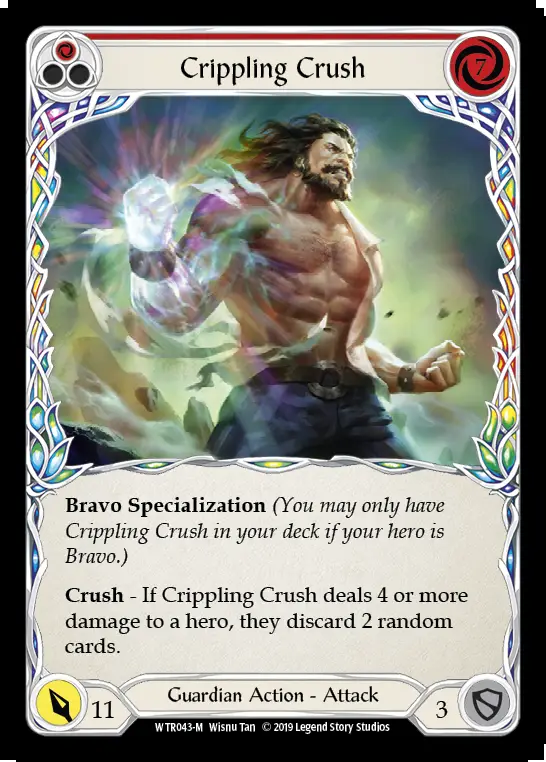 Crippling Crush
7
Bravo Specialization (You may only have
Crippling Crush in your deck if your hero is
Bravo.)
Crush - If Crippling Crush deals 4 or more
damage to a hero, they discard 2 random
cards.
11
Guardian Action - Attack
3
WTR043-M Wisnu Tan © 2019 Legend Story Studios